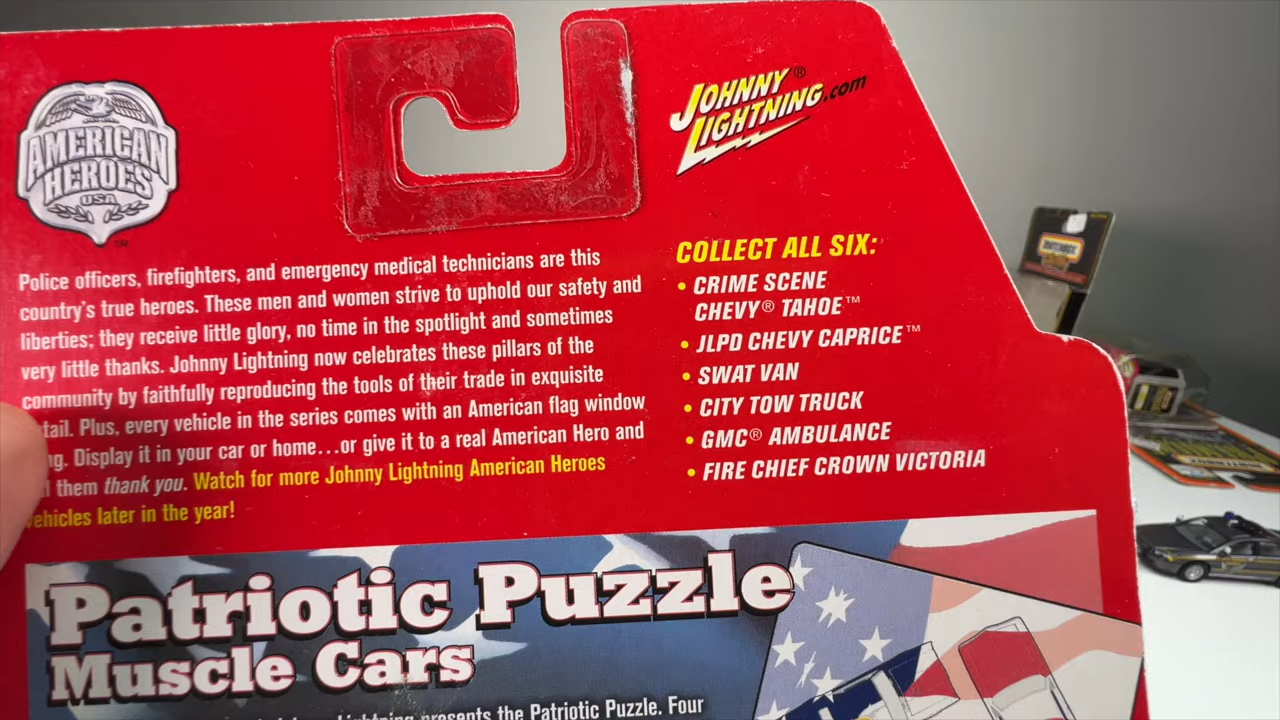 AMERICAN
HEROES
USA
TM
JOHNNY®
LIGHTNING.com
Police officers, firefighters, and emergency medical technicians are this
country's true heroes. These men and women strive to uphold our safety and
liberties; they receive little glory, no time in the spotlight and sometimes
very little thanks. Johnny Lightning now celebrates these pillars of the
community by faithfully reproducing the tools of their trade in exquisite
tail. Plus, every vehicle in the series comes with an American flag window
g. Display it in your car or home...or give it to a real American Hero and
them thank you. Watch for more Johnny Lightning American Heroes
vehicles later in the year!
COLLECT ALL SIX:
• CRIME SCENE
CHEVY® TAHOE™
• JLPD CHEVY CAPRICE™
• SWAT VAN
• CITY TOW TRUCK
• GMC® AMBULANCE
• FIRE CHIEF CROWN VICTORIA
Patriotic Puzzle
Muscle Cars
Lightning presents the Patriotic Puzzle. Four
MATCHBOX